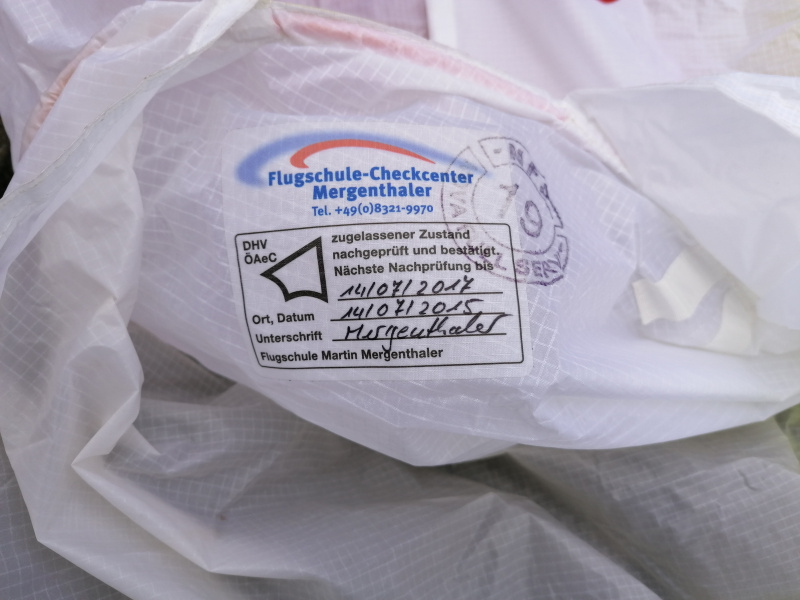 Flugschule-Checkcenter
Mergenthaler
Tel. +49(0)8321-9970
DHV
ÖAeC
zugelassener Zustand
nachgeprüft und bestätigt
Nächste Nachprüfung bis
14/07/2017
Ort, Datum 14/07/2015
Unterschrift Mergenthaler
Flugschule Martin Mergenthaler